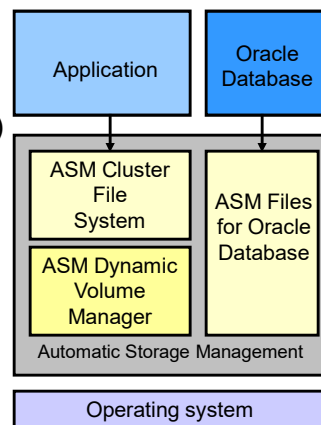 Application
Oracle
Database
)
ASM Cluster
File
System
ASM Dynamic
Volume
Manager
ASM Files
for Oracle
Database
Automatic Storage Management
Operating system